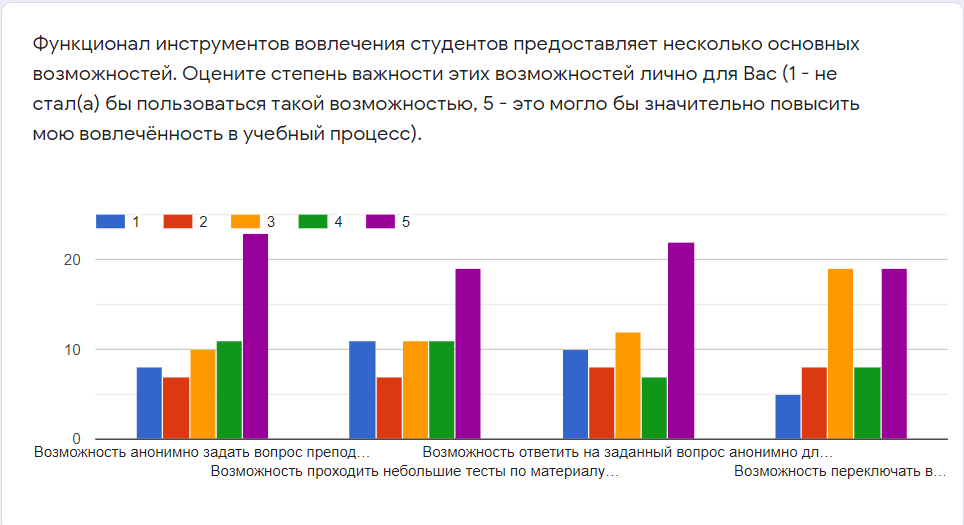 Функционал инструментов вовлечения студентов предоставляет несколько основных
возможностей. Оцените степень важности этих возможностей лично для Вас (1 - не
стал(а) бы пользоваться такой возможностью, 5 - это могло бы значительно повысить
мою вовлечённость в учебный процесс).
1 2 3 4 5
20
10
0
Возможность анонимно задать вопрос препод…
Возможность ответить на заданный вопрос анонимно дл…
Возможность проходить небольшие тесты по материалу…
Возможность переключать в…